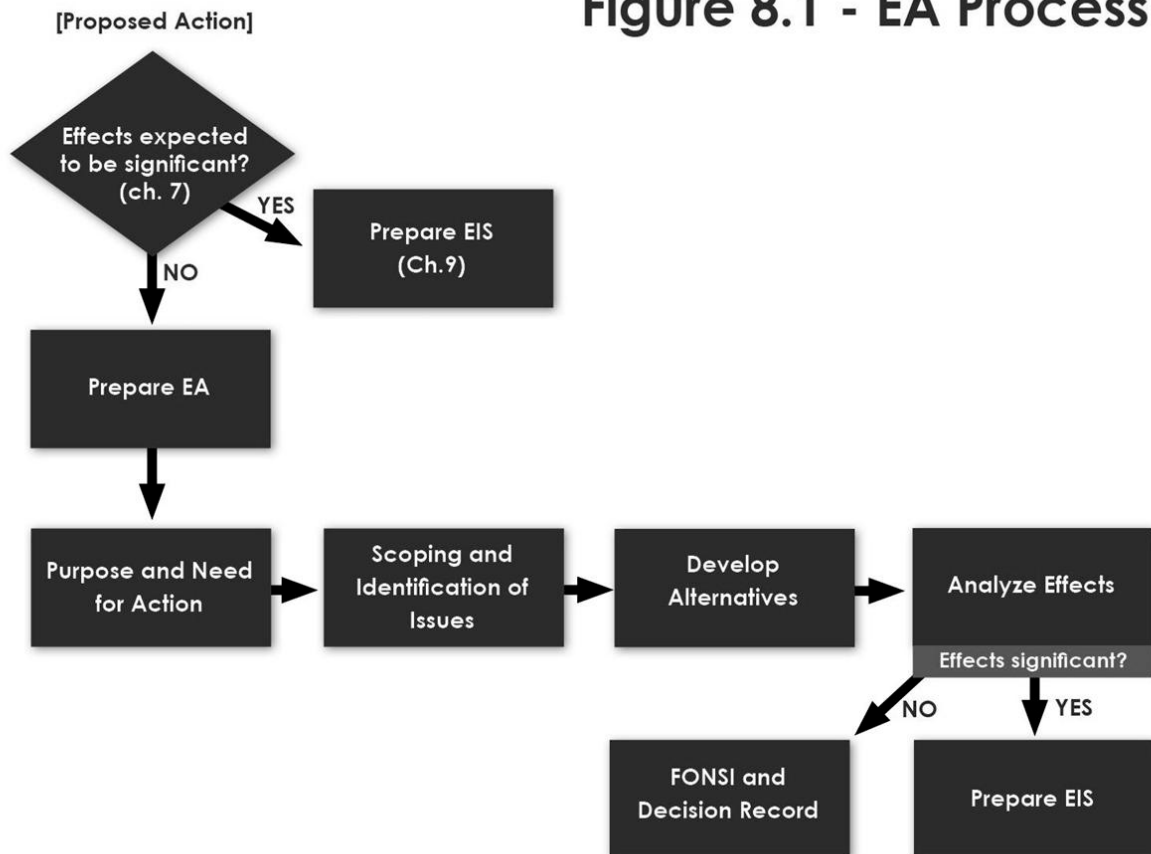 Figure 8.1 - EA Process
[Proposed Action]
Effects expected
to be significant?
(ch. 7)
YES
Prepare EIS
(Ch.9)
NO
Prepare EA
Purpose and Need
for Action
Scoping and
Identification of
Issues
Develop
Alternatives
Analyze Effects
Effects significant?
NO
YES
FONSI and
Decision Record
Prepare EIS